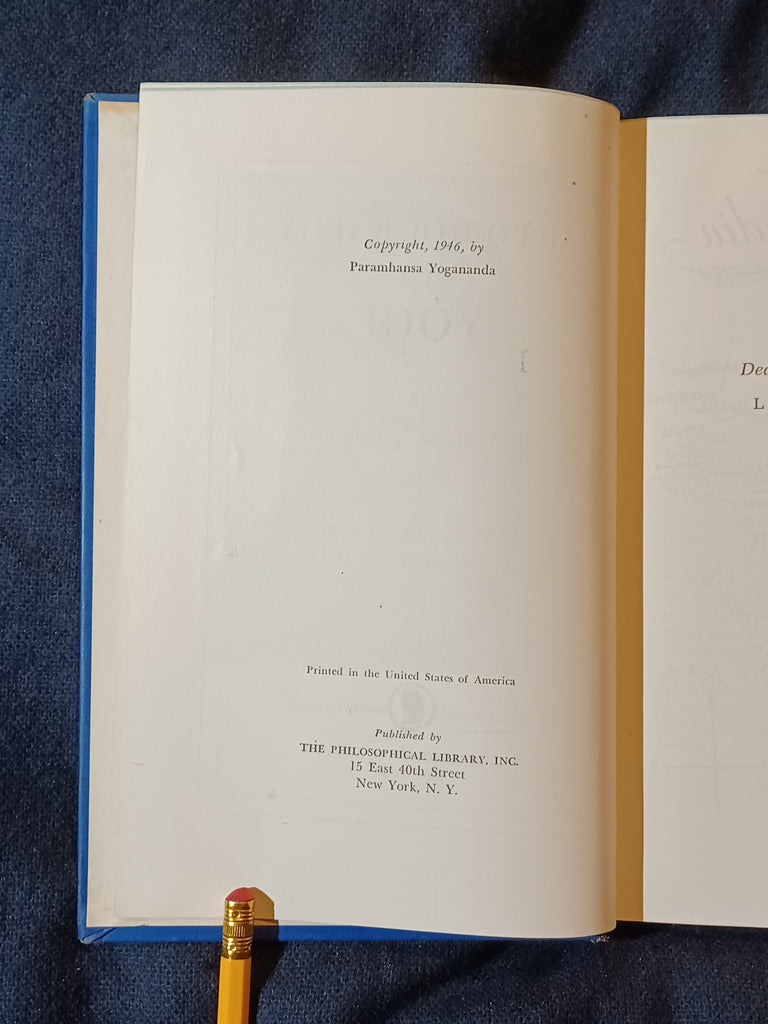 Copyright, 1946, by
Paramhansa Yogananda
Printed in the United States of America
Published by
THE PHILOSOPHICAL LIBRARY, INC.
15 East 40th Street
New York, N. Y.